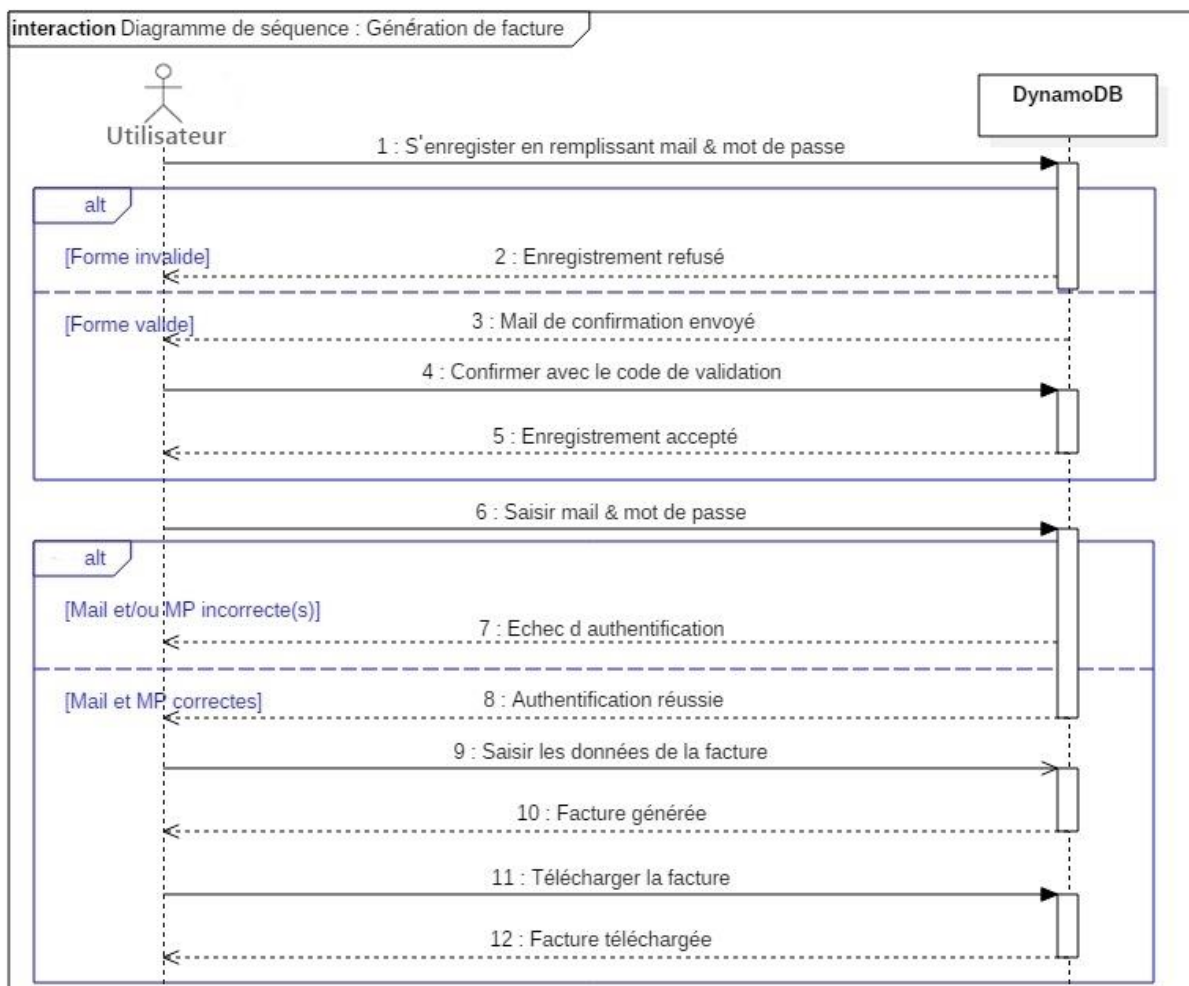 interaction Diagramme de séquence : Génération de facture
Utilisateur
DynamoDB
1 : S'enregister en remplissant mail & mot de passe
alt
[Forme invalide]
2 : Enregistrement refusé
[Forme valide]
3 : Mail de confirmation envoyé
4 : Confirmer avec le code de validation
5 : Enregistrement accepté
6 : Saisir mail & mot de passe
alt
[Mail et/ou MP incorrecte(s)]
7 : Echec d authentification
[Mail et MP correctes]
8 : Authentification réussie
9 : Saisir les données de la facture
10 : Facture générée
11 : Télécharger la facture
12 : Facture téléchargée